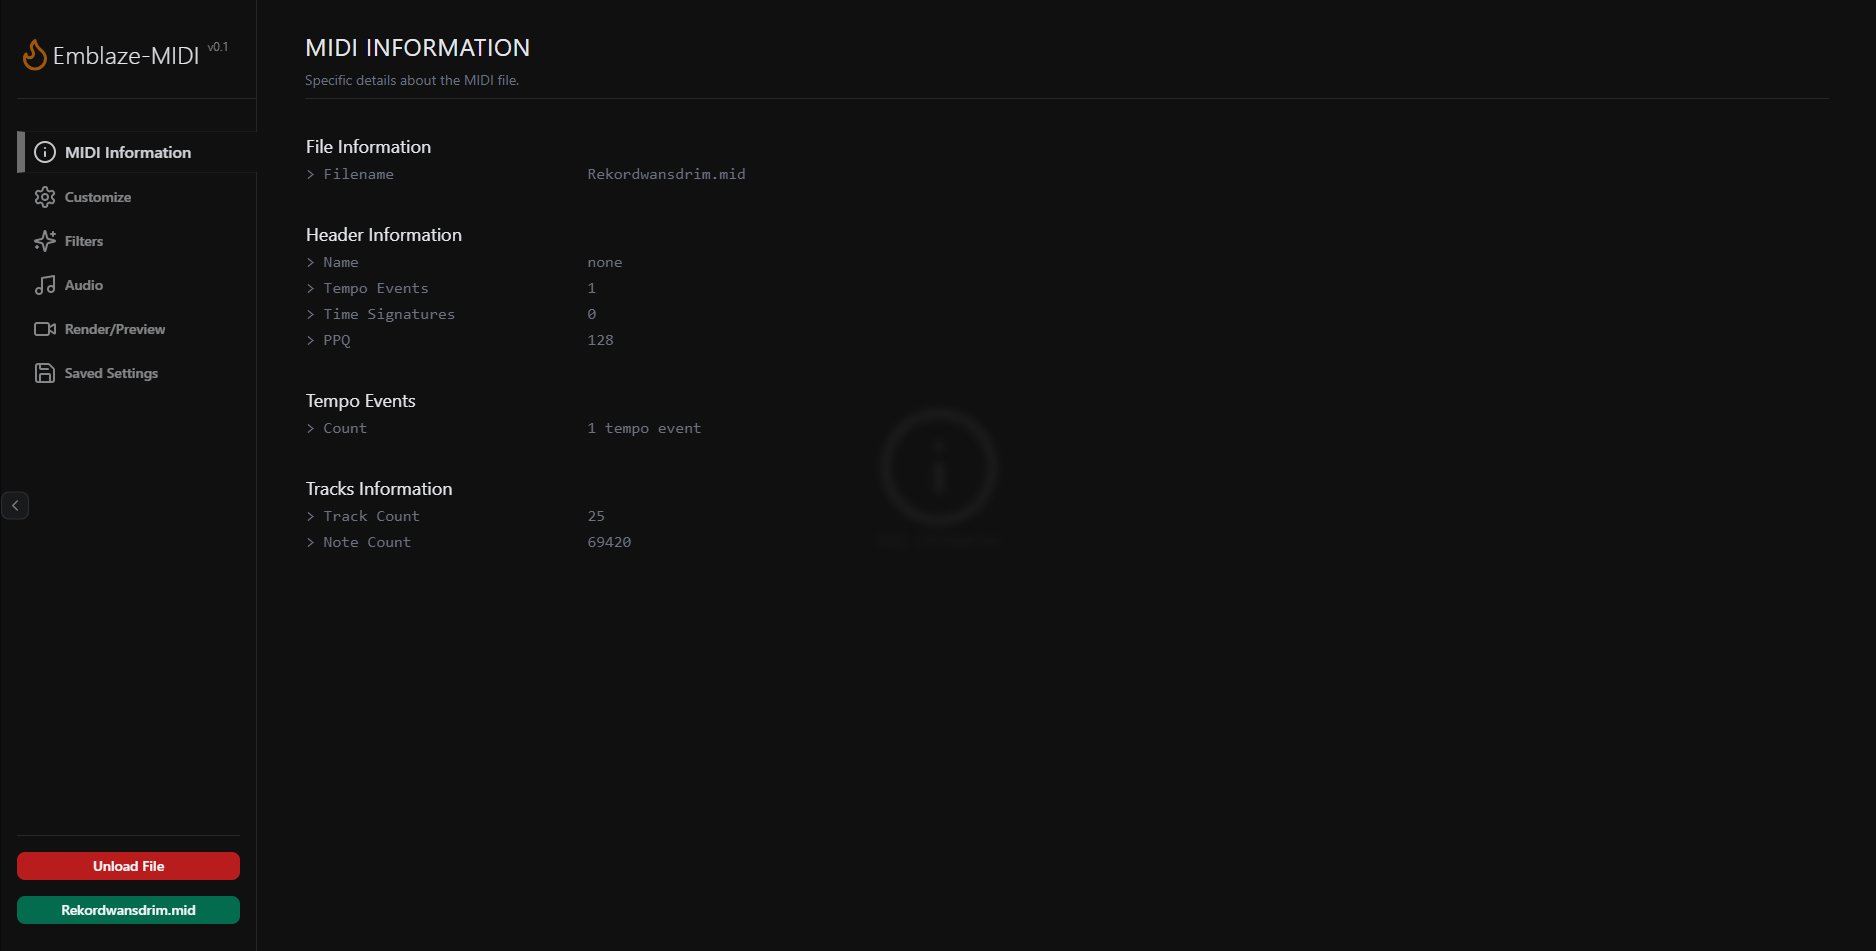 Emblaze-MIDI v0.1
MIDI Information
Customize
Filters
Audio
Render/Preview
Saved Settings
Unload File
Rekordwansdrim.mid
MIDI INFORMATION
Specific details about the MIDI file.
File Information
> Filename Rekordwansdrim.mid
Header Information
> Name none
> Tempo Events 1
> Time Signatures 0
> PPQ 128
Tempo Events
> Count 1 tempo event
Tracks Information
> Track Count 25
> Note Count 69420